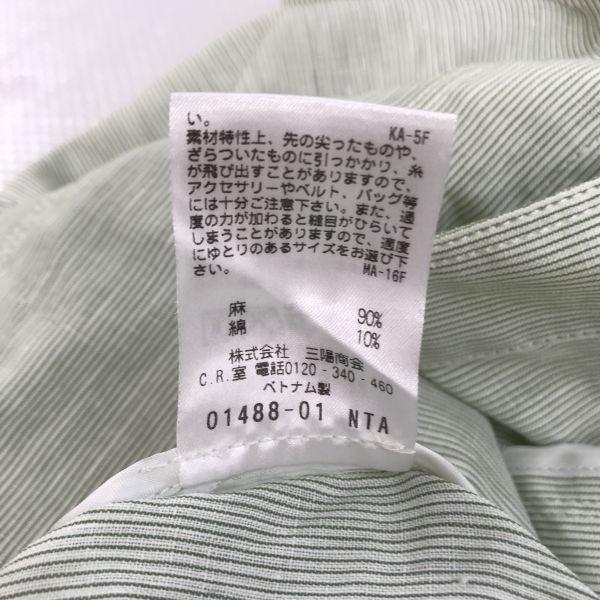 い。 KA-5F
素材特性上、先の尖ったものや、
ざらついたものに引っかかり、糸
が飛び出すことがありますので、
アクセサリーやベルト、バッグ等
には十分ご注意下さい。また、過
度の力が加わると縫目がひらいて
しまうことがありますので、適度
にゆとりのあるサイズをお選び下
さい。 MA-16F
麻 90%
綿 10%
株式会社 三陽商会
C.R.室 電話0120-340-460
ベトナム製
01488-01 NTA